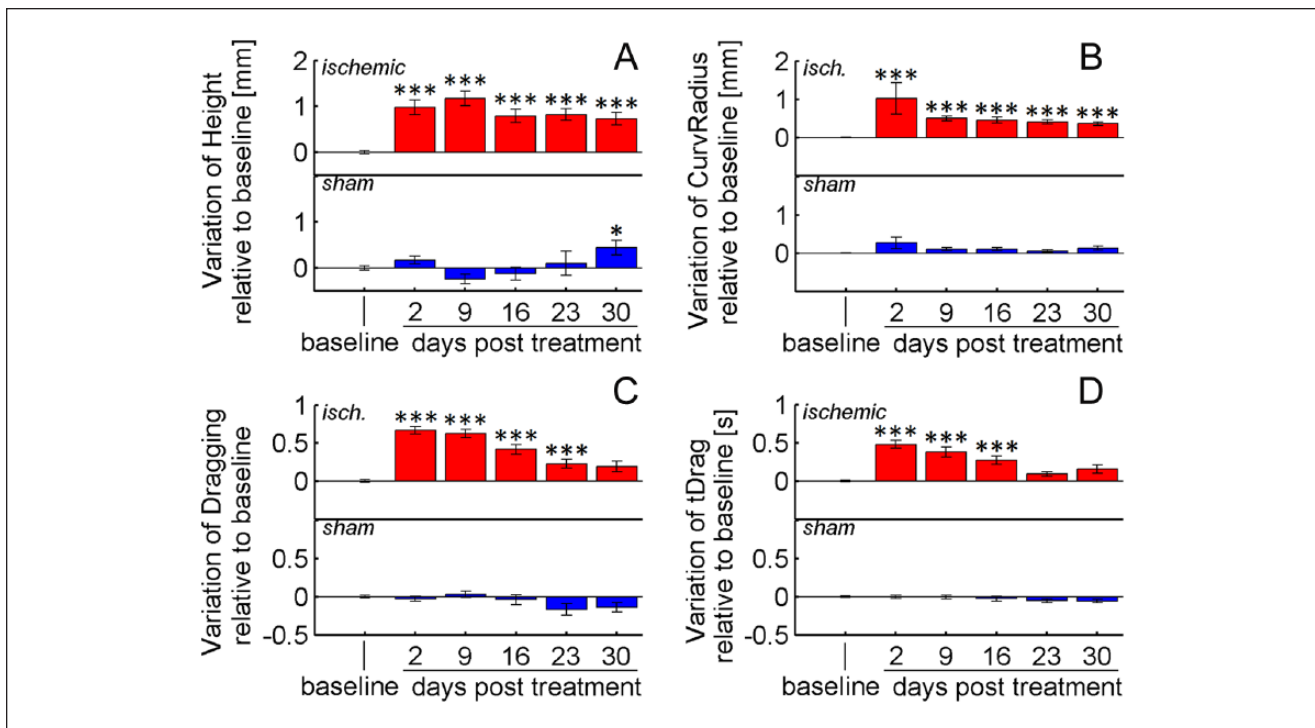 A
Variation of Height
relative to baseline [mm]
2
ischemic
*** *** *** *** ***
1
0
sham
*
1
0
2 9 16 23 30
baseline days post treatment
B
Variation of CurvRadius
relative to baseline [mm]
2
isch.
*** *** *** *** ***
1
0
sham
1
0
2 9 16 23 30
baseline days post treatment
C
Variation of Dragging
relative to baseline
1
isch.
*** *** *** ***
0.5
0
sham
0.5
0
-0.5
2 9 16 23 30
baseline days post treatment
D
Variation of tDrag
relative to baseline [s]
1
ischemic
*** *** ***
0.5
0
sham
0.5
0
-0.5
2 9 16 23 30
baseline days post treatment